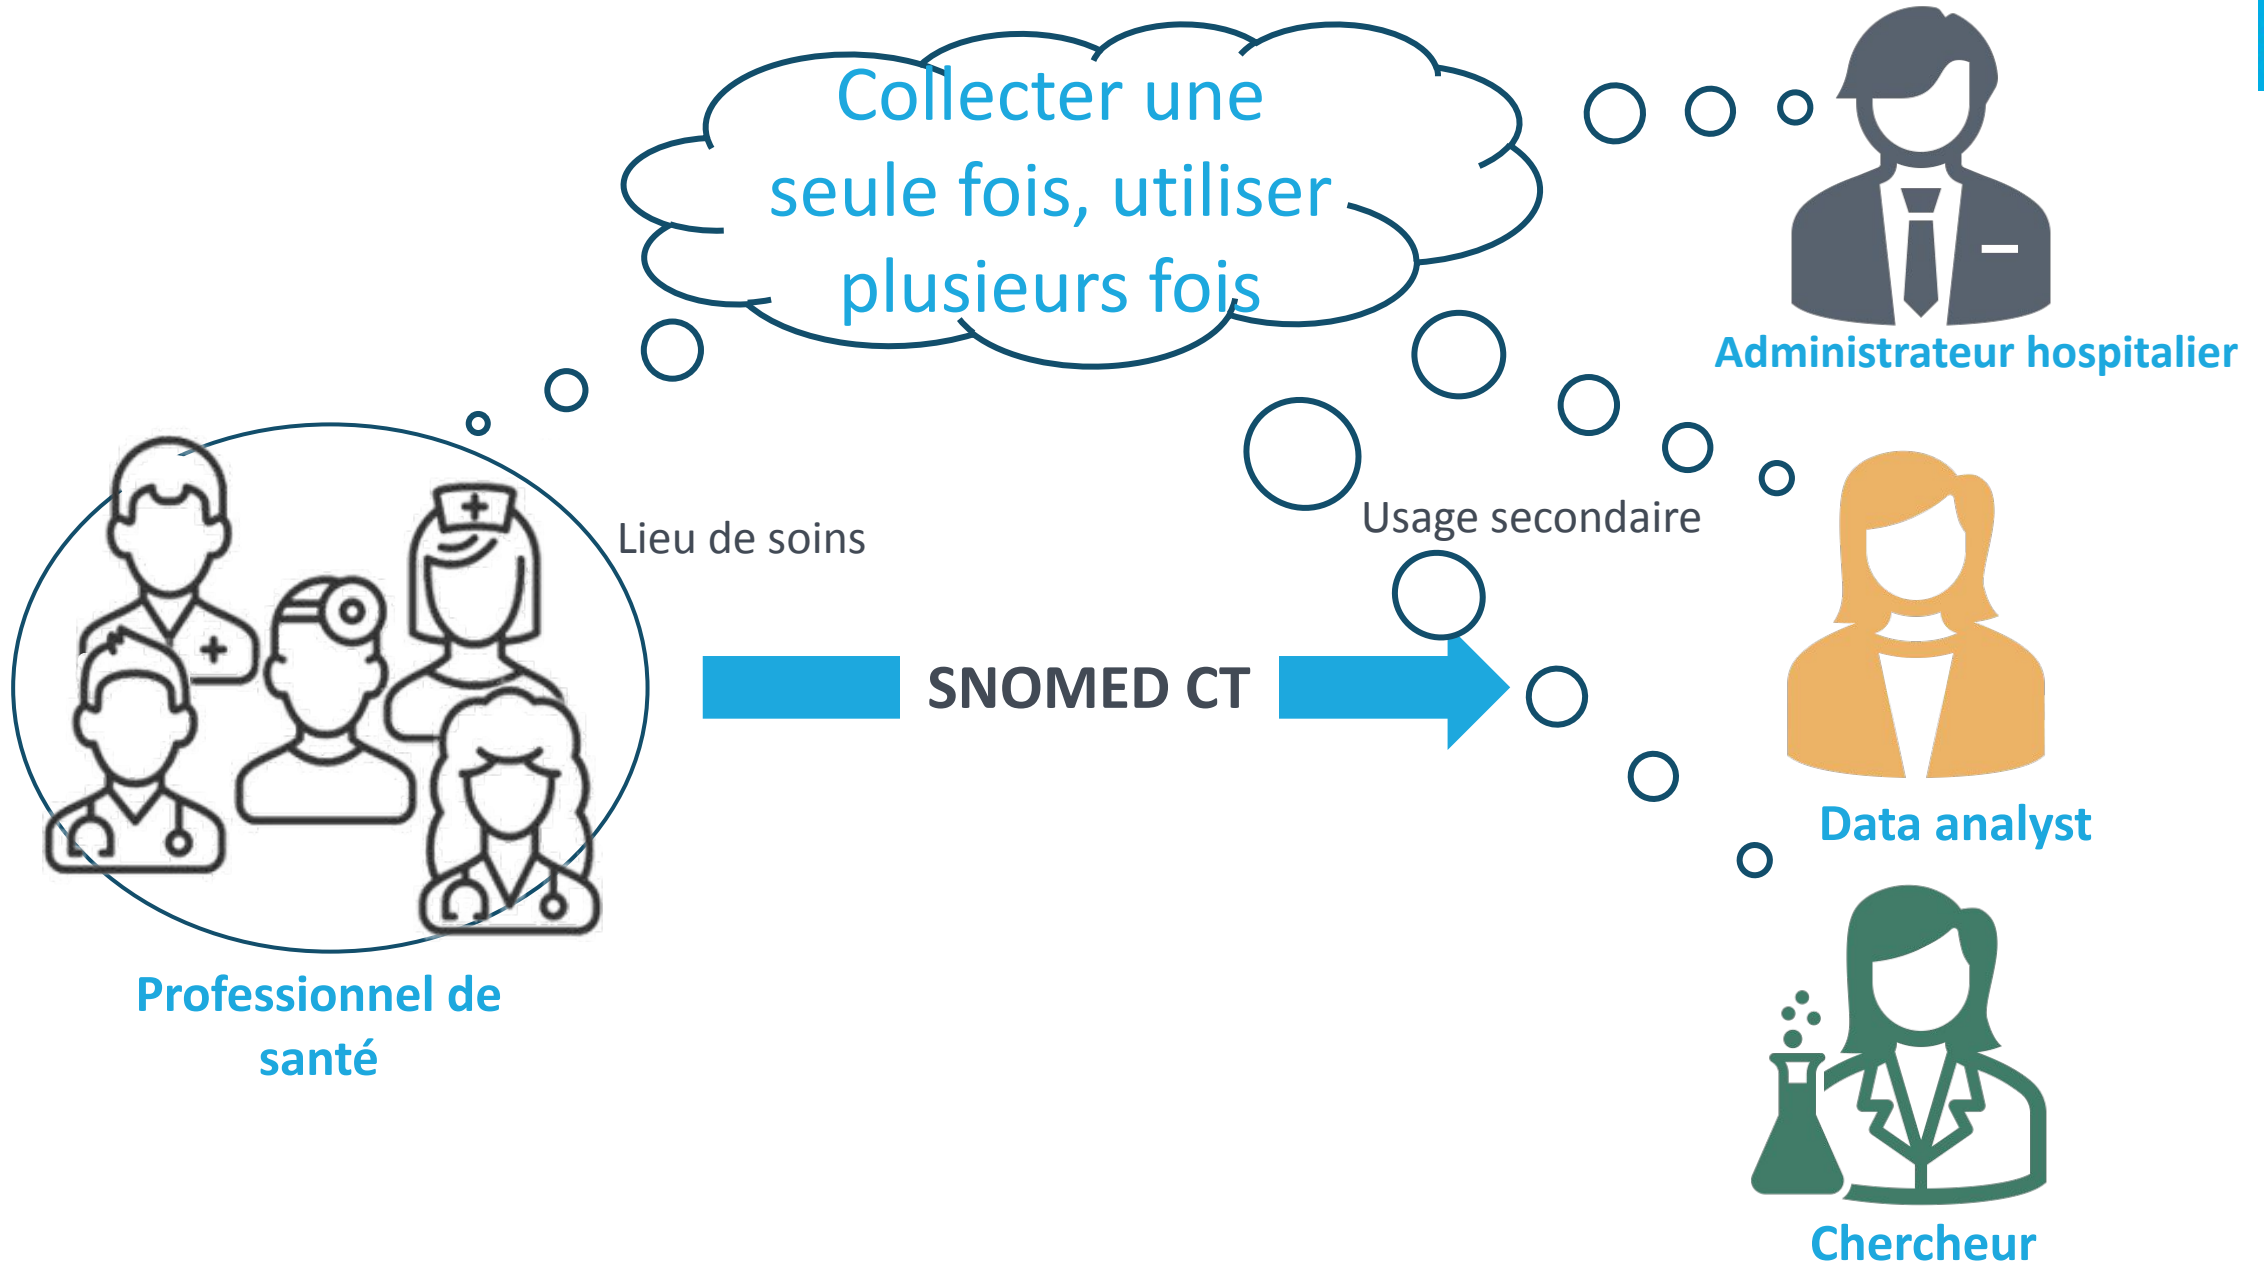 Collecter une
seule fois, utiliser
plusieurs fois
Administrateur hospitalier
Lieu de soins
Usage secondaire
SNOMED CT
Data analyst
Professionnel de
santé
Chercheur